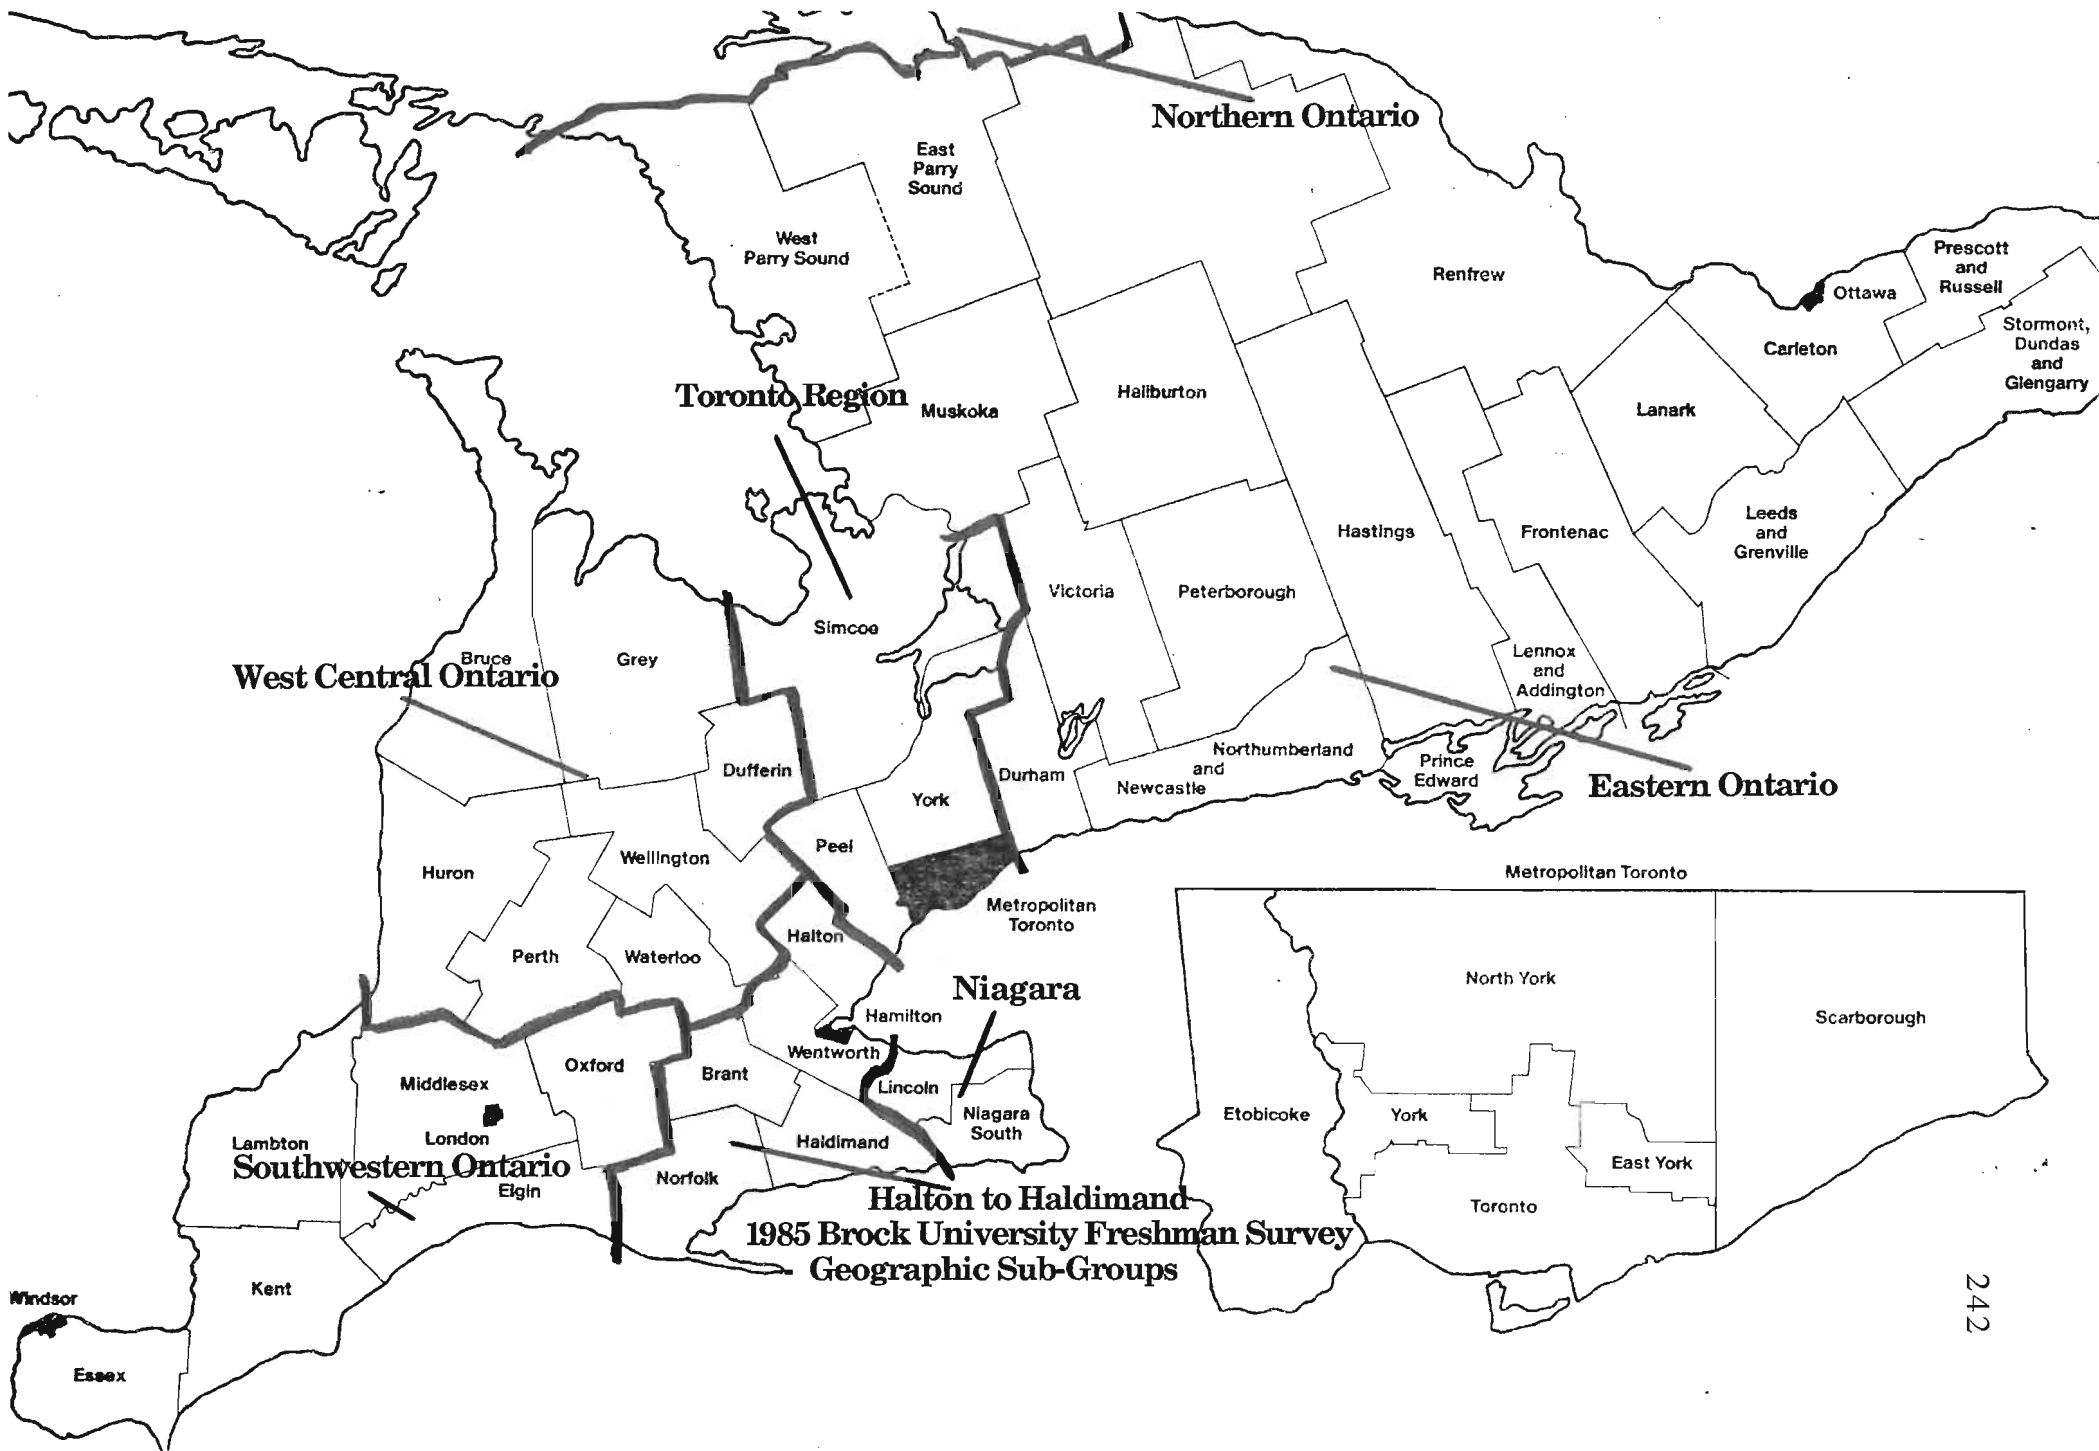 Northern Ontario
East
Parry
Sound
West
Parry Sound
Renfrew
Prescott
and
Russell
Ottawa
Stormont,
Dundas
and
Glengarry
Carleton
Toronto Region
Muskoka
Haliburton
Lanark
Hastings
Frontenac
Leeds
and
Grenville
Victoria
Peterborough
Simcoe
West Central Ontario
Bruce
Grey
Lennox
and
Addington
Dufferin
York
Durham
Northumberland
and
Newcastle
Prince
Edward
Eastern Ontario
Peel
Huron
Wellington
Metropolitan
Toronto
Perth
Waterloo
Halton
Niagara
Hamilton
Wentworth
Oxford
Brant
Lincoln
Middlesex
London
Niagara
South
Lambton
Southwestern Ontario
Elgin
Norfolk
Haldimand
Halton to Haldimand
1985 Brock University Freshman Survey
Geographic Sub-Groups
Kent
Windsor
Essex
Metropolitan Toronto
North York
Scarborough
Etobicoke
York
East York
Toronto
242